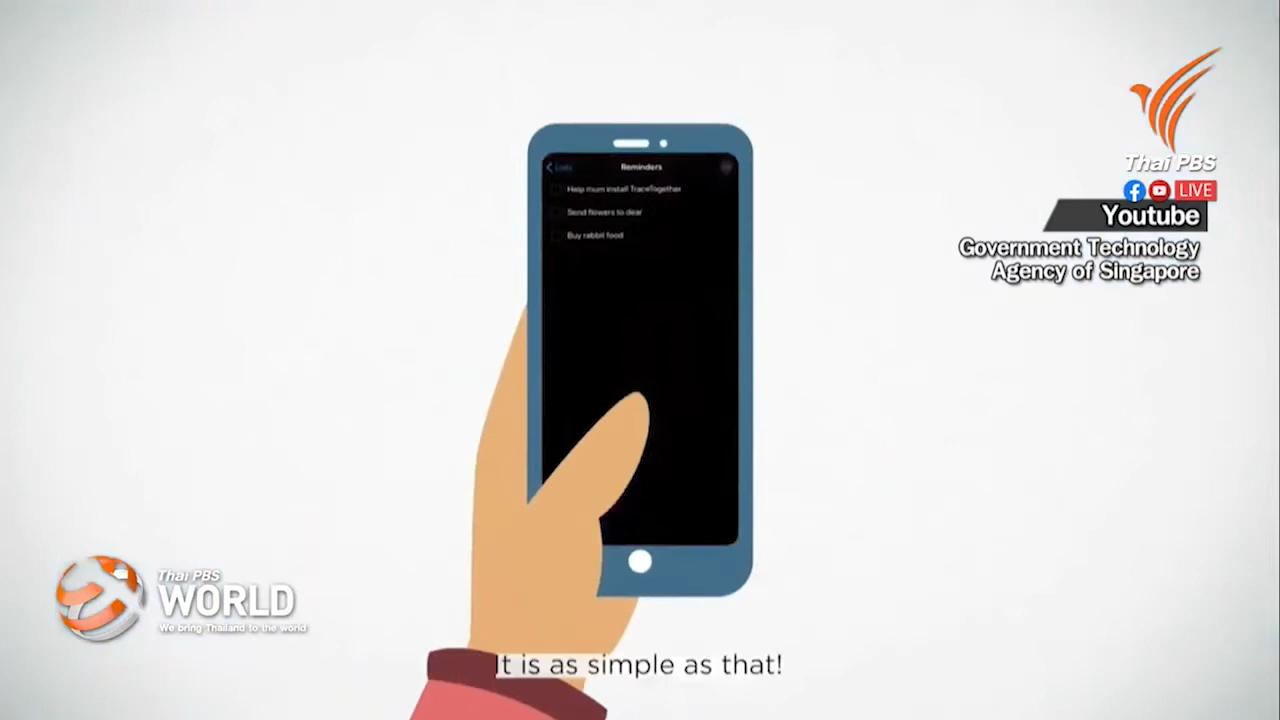 Thai PBS
LIVE
Youtube
Government Technology
Agency of Singapore
Lists
Reminders
Help mum install TraceTogether
Send flowers to dear
Buy rabbit food
Thai PBS
WORLD
We bring Thailand to the world
It is as simple as that!